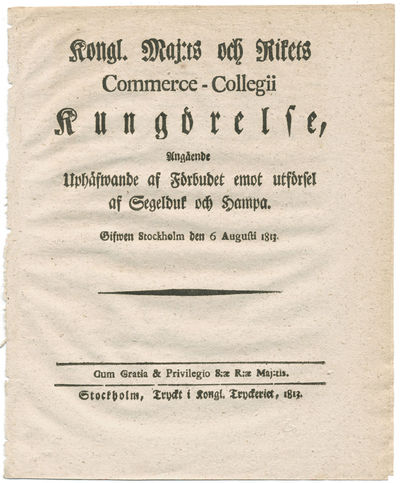 Kongl. Maj:ts och Rikets
Commerce-Collegii
Kungörelse,
Angående
Uphäfwande af Förbudet emot utförsel
af Segelduk och Hampa.
Gifwen Stockholm den 6 Augusti 1813.
Cum Gratia & Privilegio S:æ R:æ Maj:tis.
Stockholm, Tryckt i Kongl. Tryckeriet, 1813.